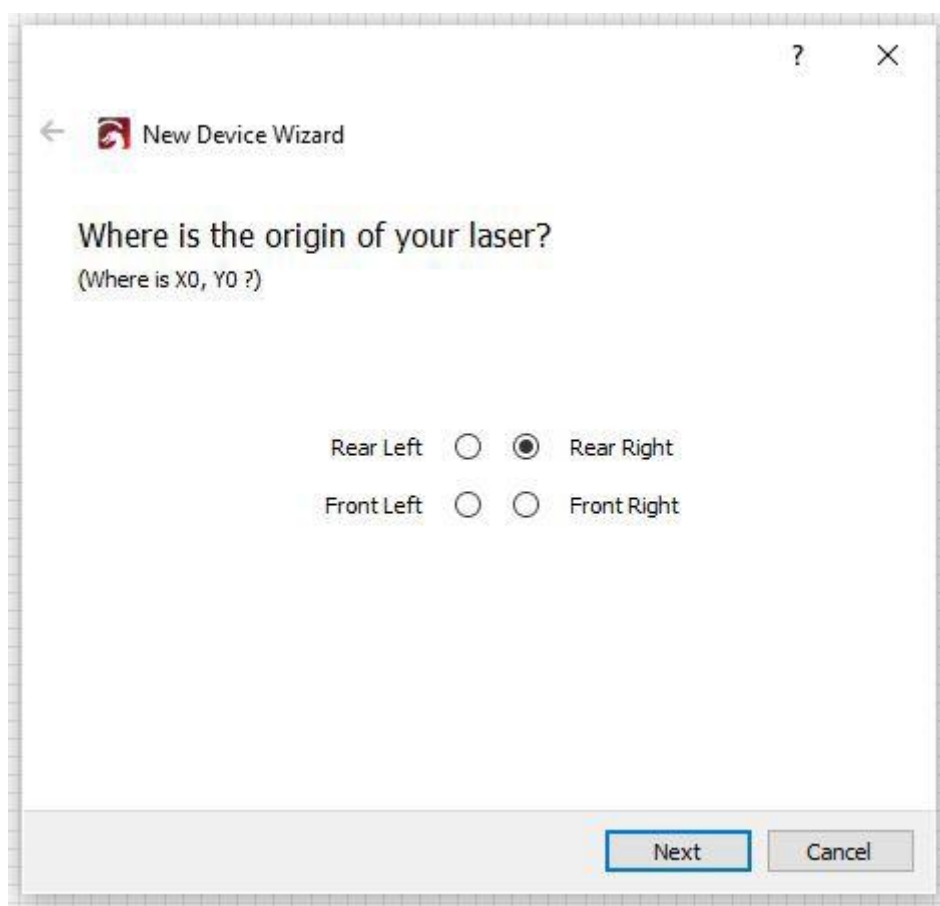 ?
New Device Wizard
Where is the origin of your laser?
(Where is X0, Y0 ?)
Rear Left Rear Right
Front Left Front Right
Next Cancel